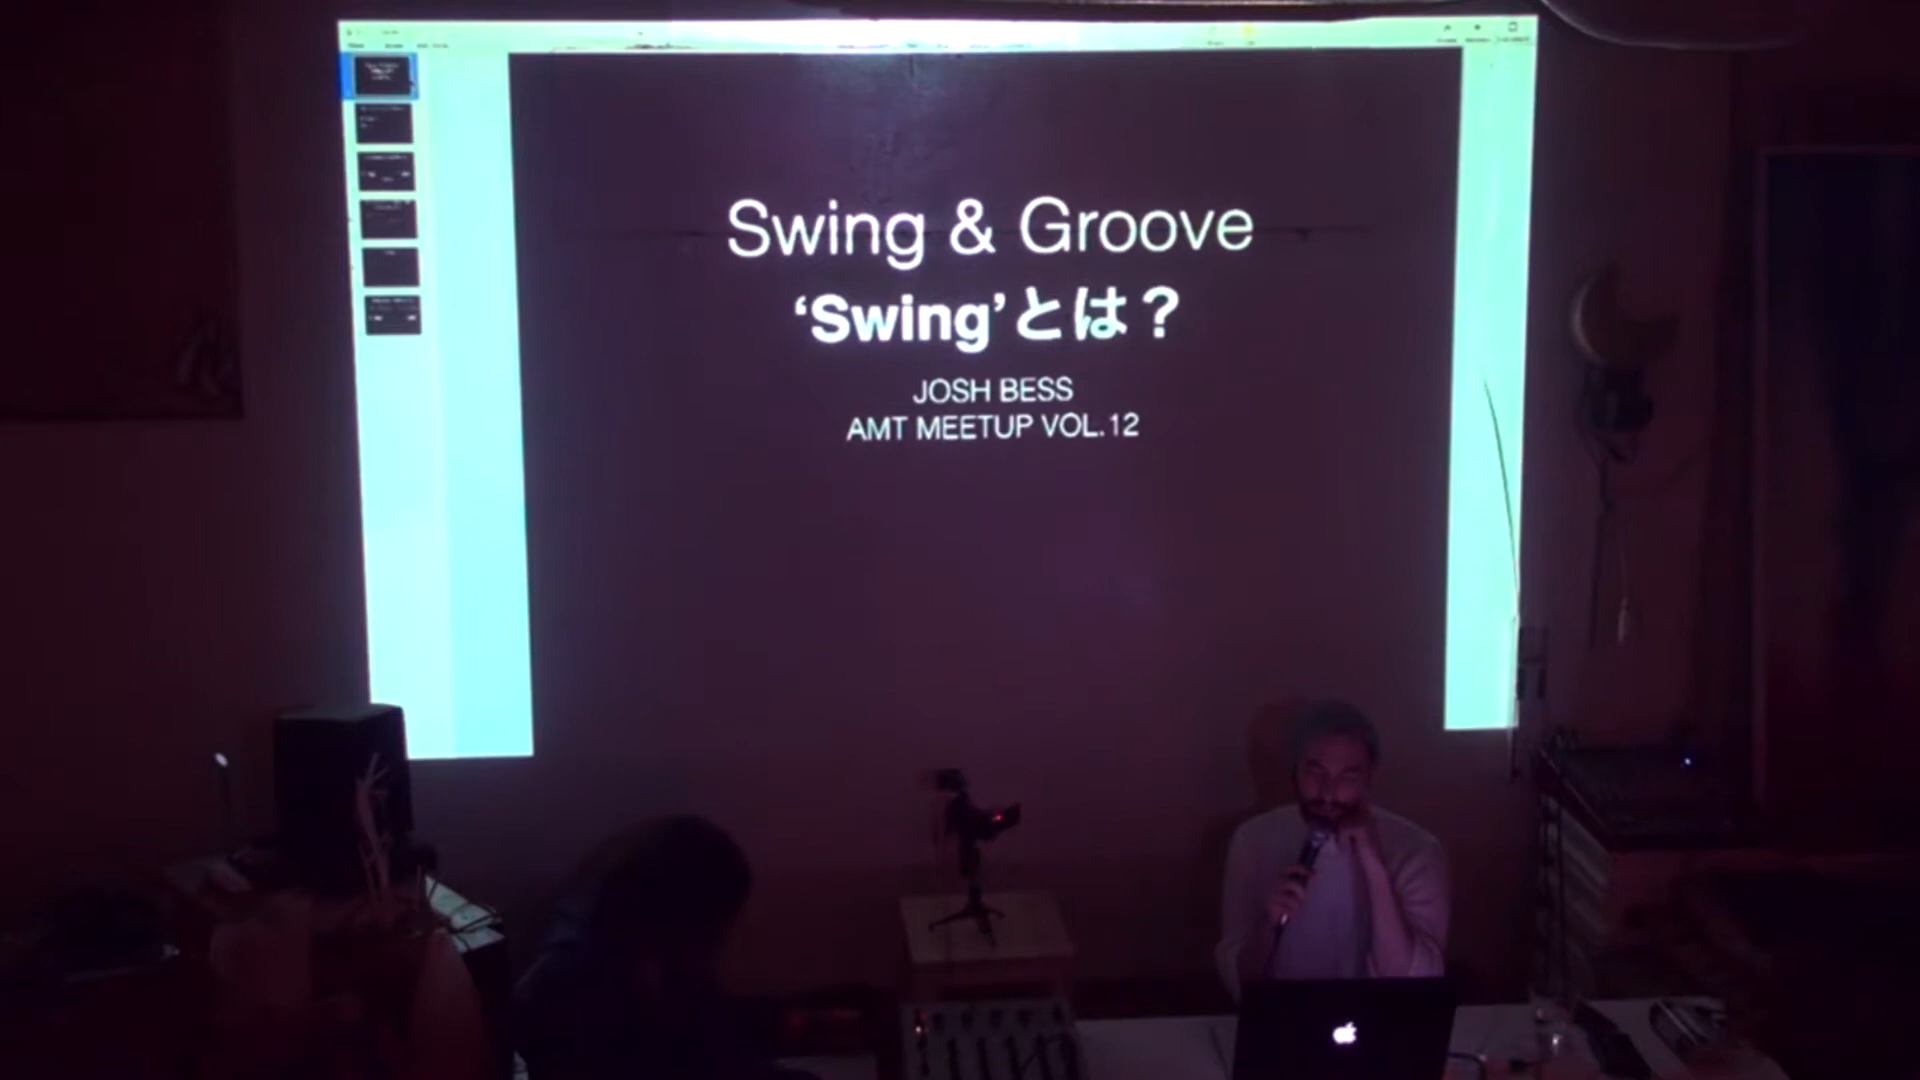 Swing & Groove
‘Swing’とは？
JOSH BESS
AMT MEETUP VOL.12